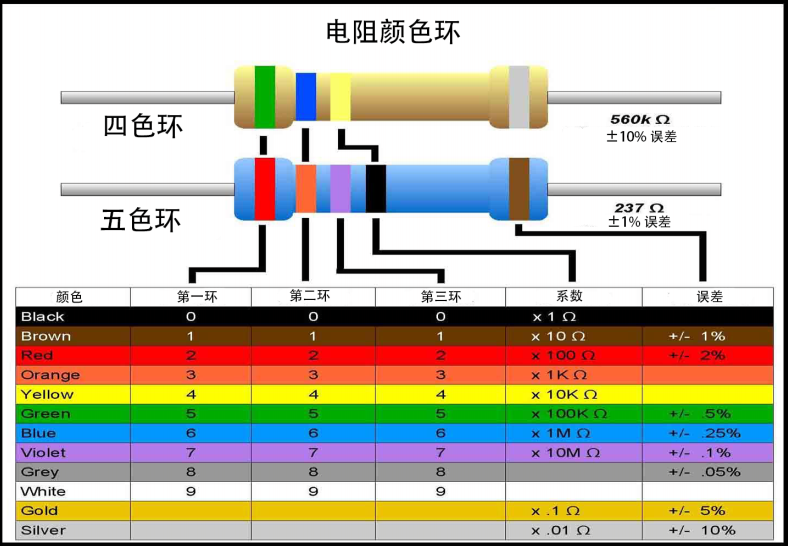 电阻颜色环
四色环
560k Ω
±10% 误差
五色环
237 Ω
±1% 误差
颜色 第一环 第二环 第三环 系数 误差
Black 0 0 0 x 1 Ω
Brown 1 1 1 x 10 Ω +/- 1%
Red 2 2 2 x 100 Ω +/- 2%
Orange 3 3 3 x 1K Ω
Yellow 4 4 4 x 10K Ω
Green 5 5 5 x 100K Ω +/- .5%
Blue 6 6 6 x 1M Ω +/- .25%
Violet 7 7 7 x 10M Ω +/- .1%
Grey 8 8 8 +/- .05%
White 9 9 9
Gold x .1 Ω +/- 5%
Silver x .01 Ω +/- 10%